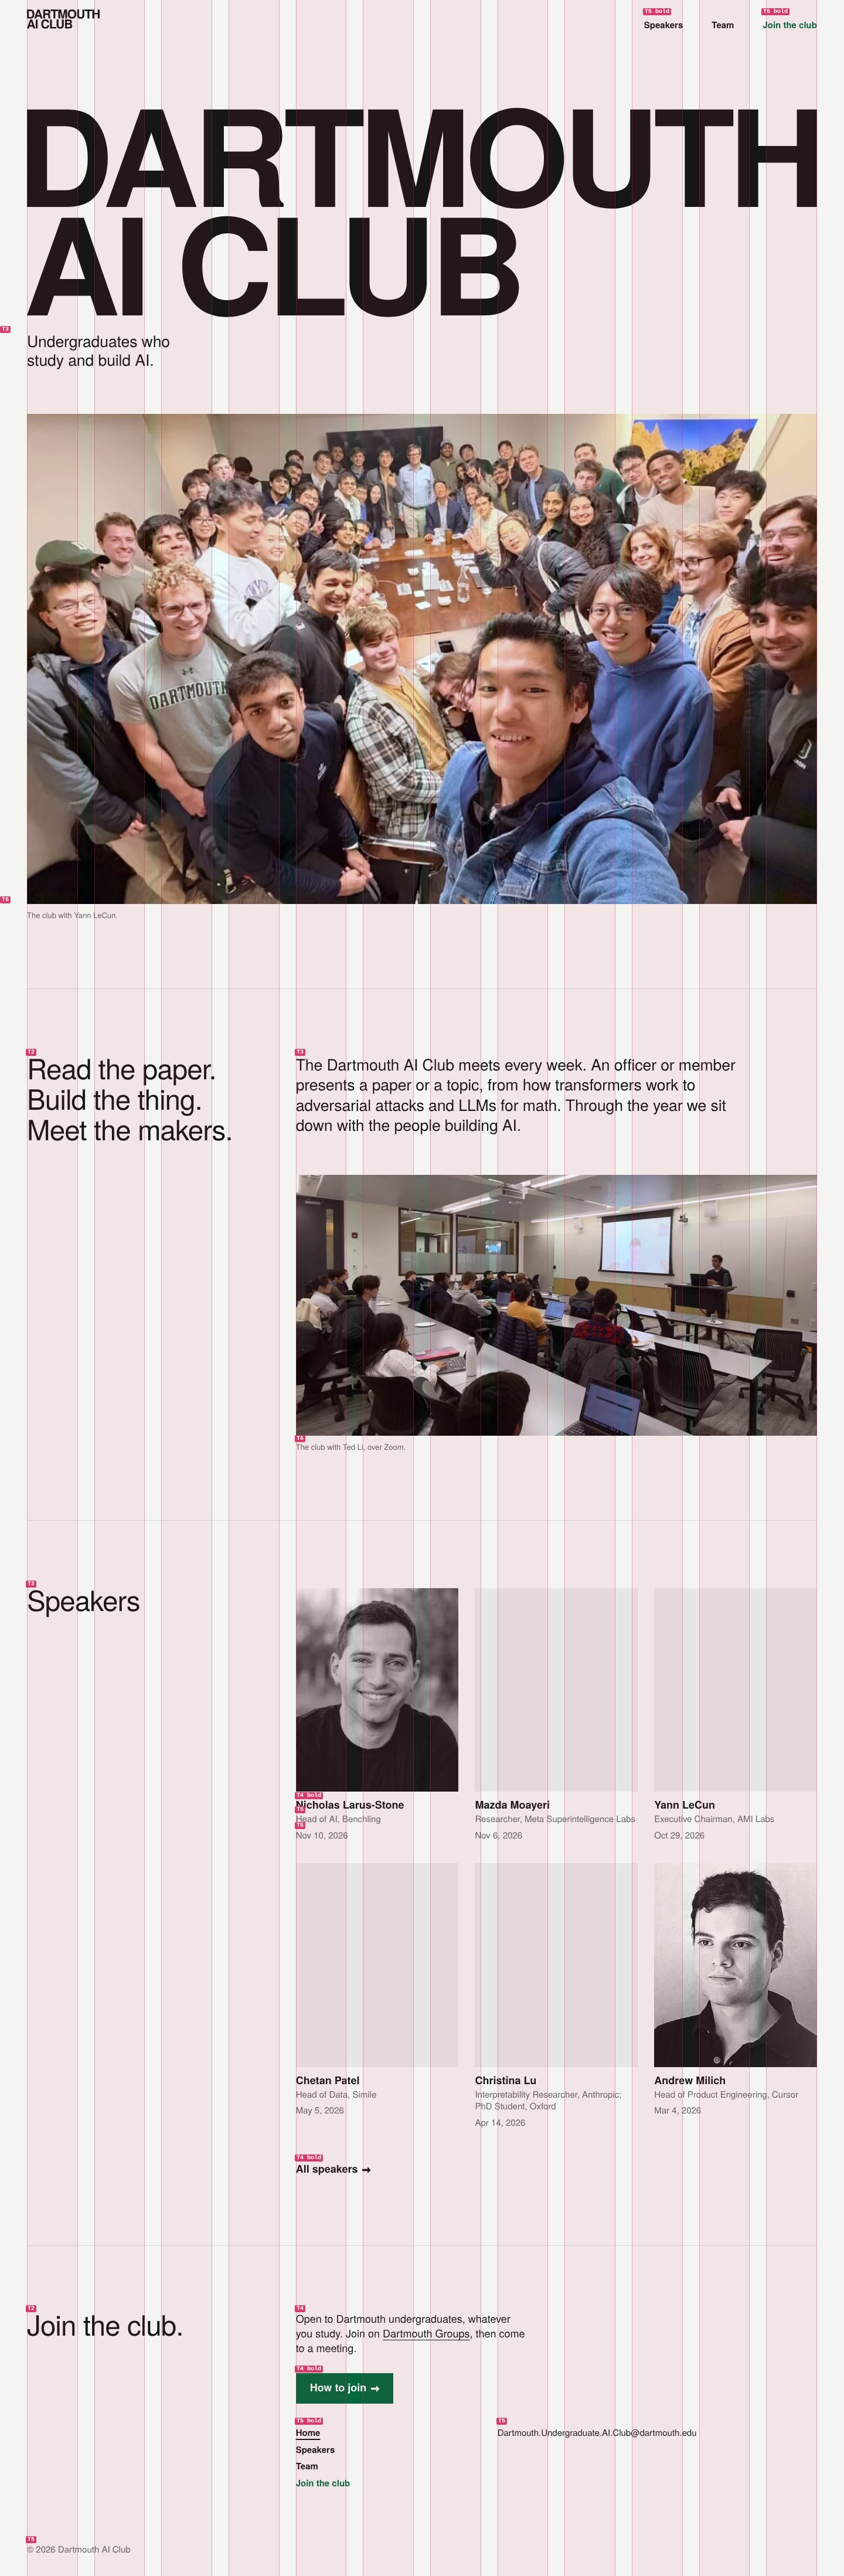 DARTMOUTH
AI CLUB
T5 bold
Speakers
Team
T5 bold
Join the club
DARTMOUTH
AI CLUB
T3
Undergraduates who
study and build AI.
DARTMOUTH
T6
The club with Yann LeCun.
T2
Read the paper.
Build the thing.
Meet the makers.
T3
The Dartmouth AI Club meets every week. An officer or member
presents a paper or a topic, from how transformers work to
adversarial attacks and LLMs for math. Through the year we sit
down with the people building AI.
T6
The club with Ted Li, over Zoom.
T2
Speakers
T4 bold
Nicholas Larus-Stone
T5
Head of AI, Benchling
T5
Nov 10, 2026
Mazda Moayeri
Researcher, Meta Superintelligence Labs
Nov 6, 2026
Yann LeCun
Executive Chairman, AMI Labs
Oct 29, 2026
Chetan Patel
Head of Data, Simile
May 5, 2026
Christina Lu
Interpretability Researcher, Anthropic;
PhD Student, Oxford
Apr 14, 2026
Andrew Milich
Head of Product Engineering, Cursor
Mar 4, 2026
T4 bold
All speakers →
T2
Join the club.
T4
Open to Dartmouth undergraduates, whatever
you study. Join on Dartmouth Groups, then come
to a meeting.
T4 bold
How to join →
T5 bold
Home
Speakers
Team
Join the club
T5
Dartmouth.Undergraduate.AI.Club@dartmouth.edu
T5
© 2026 Dartmouth AI Club